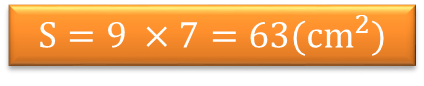 S = 9 × 7 = 63(cm²)